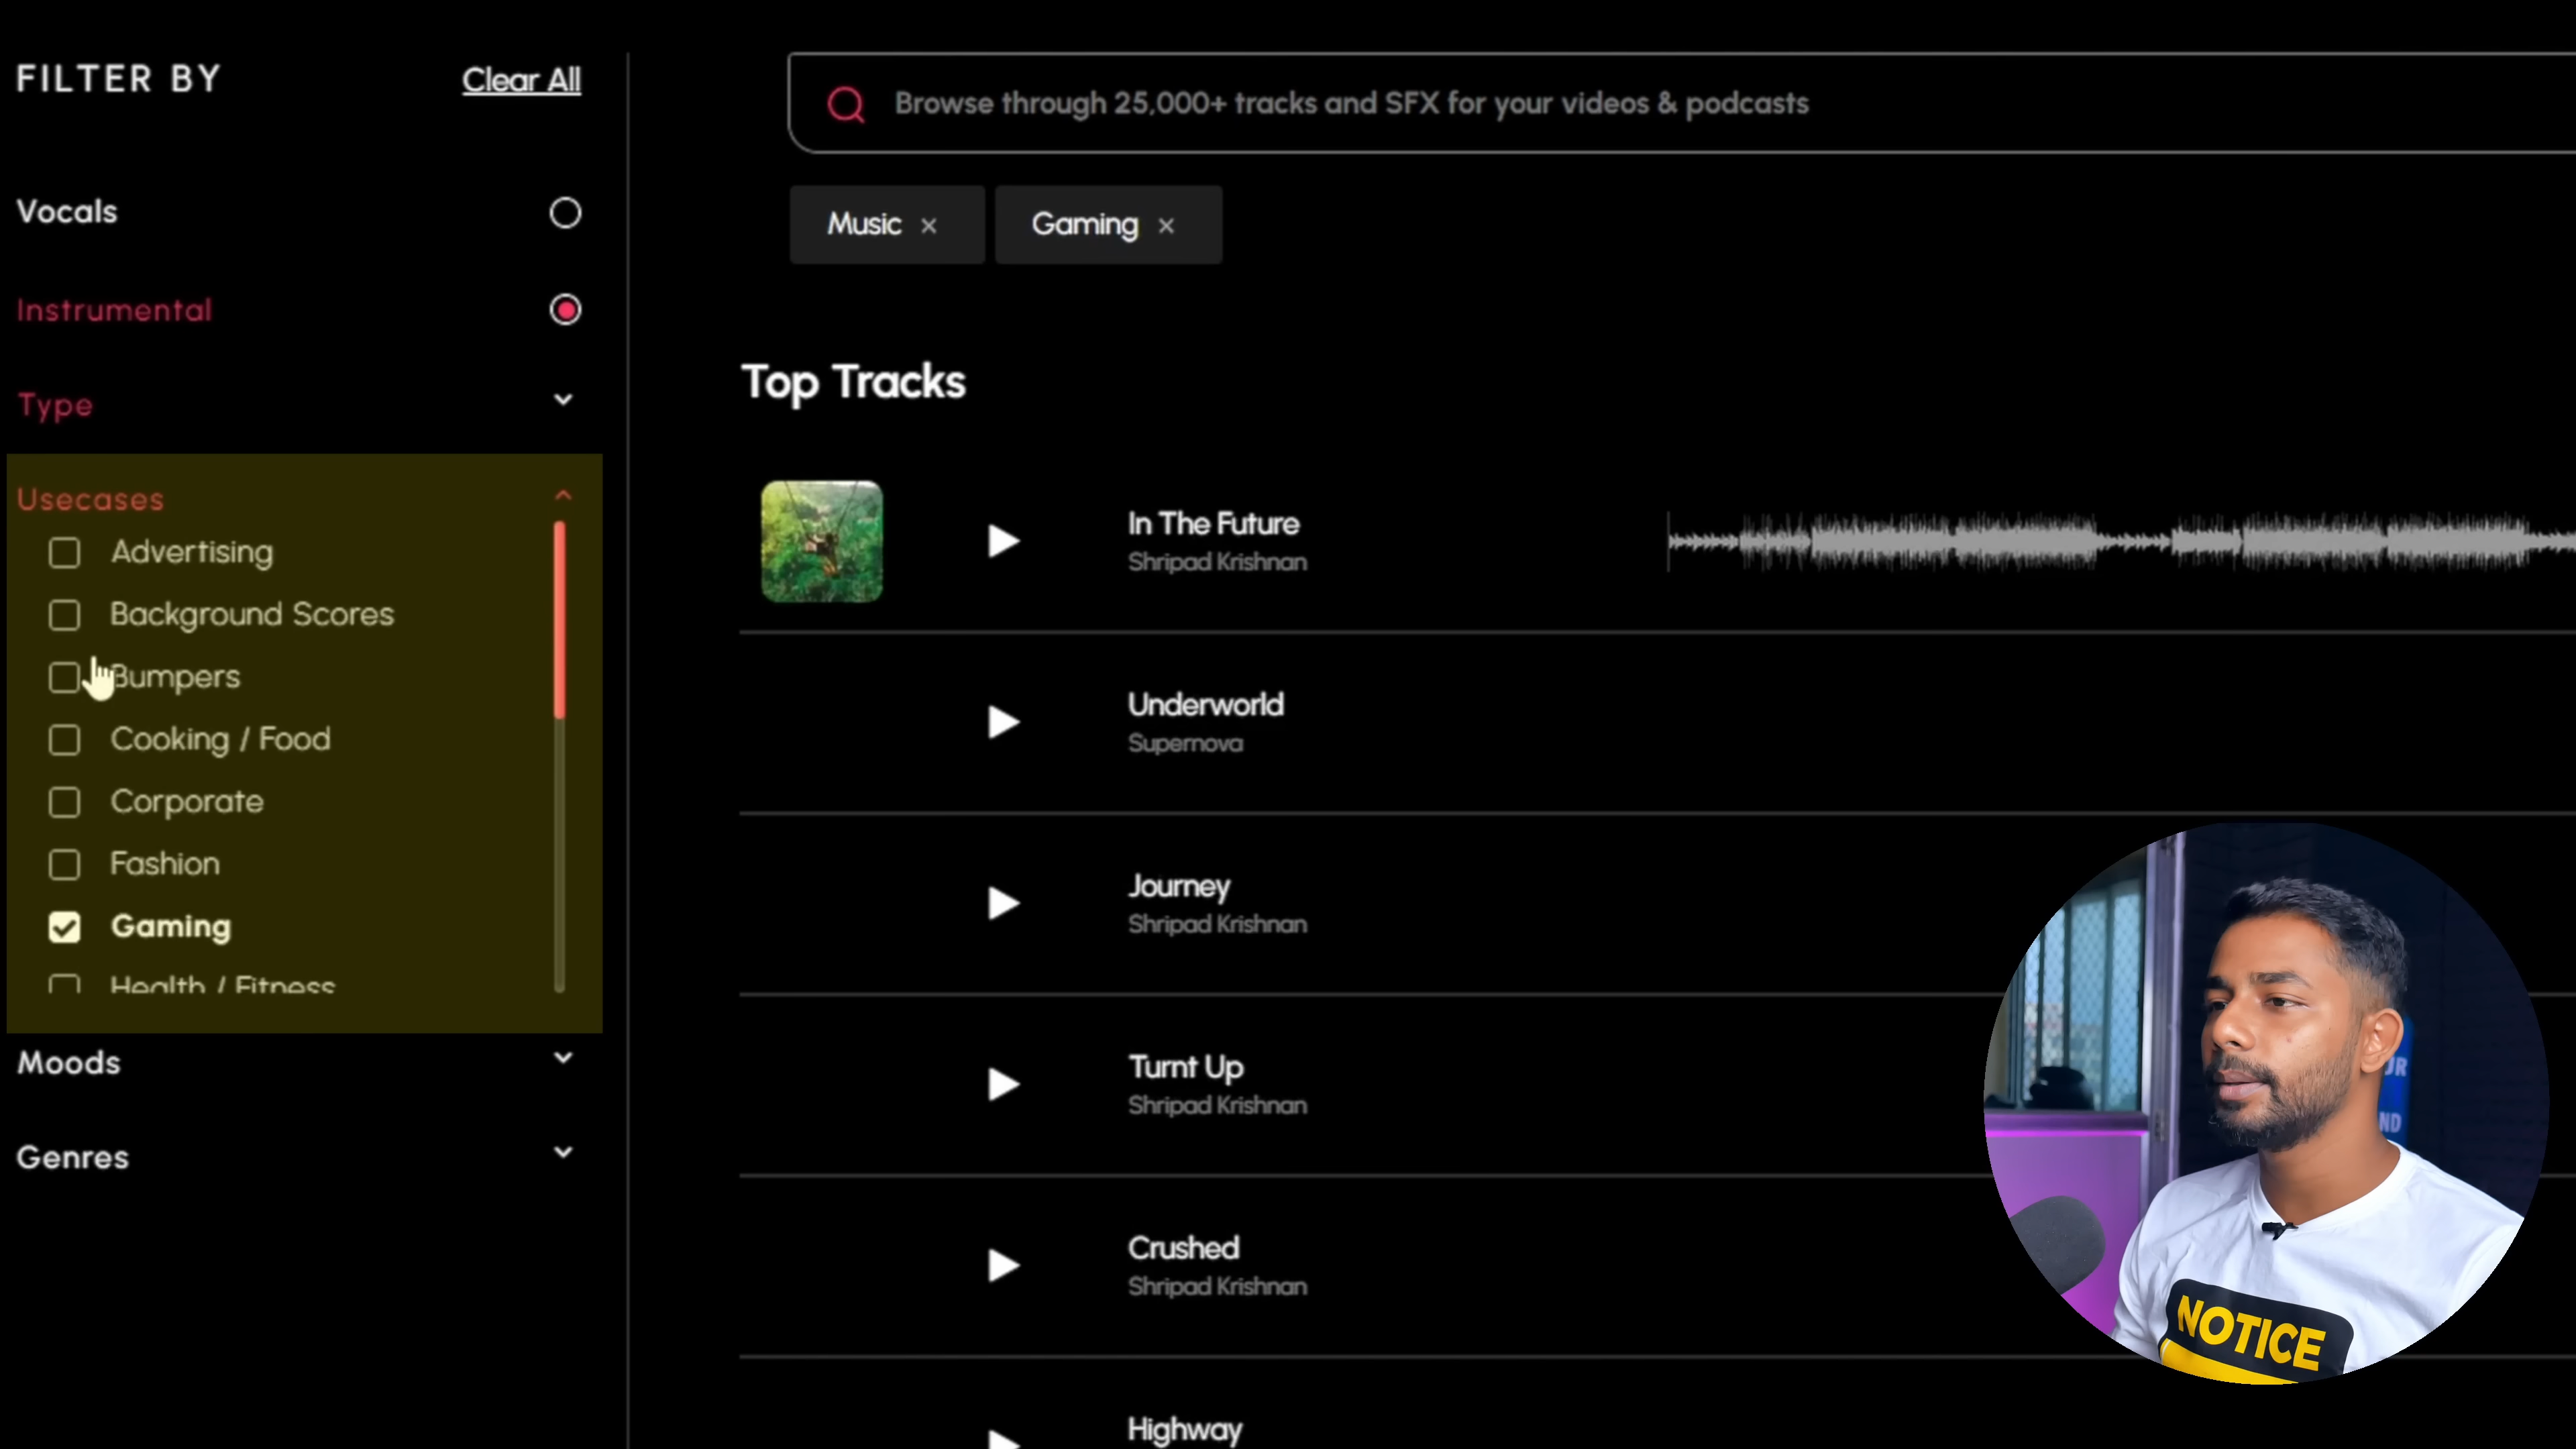 FILTER BY
Clear All
Vocals
Instrumental
Type
Usecases
Advertising
Background Scores
Bumpers
Cooking / Food
Corporate
Fashion
Gaming
Health / Fitness
Moods
Genres
Browse through 25,000+ tracks and SFX for your videos & podcasts
Music ×
Gaming ×
Top Tracks
In The Future
Shripad Krishnan
Underworld
Supernova
Journey
Shripad Krishnan
Turnt Up
Shripad Krishnan
Crushed
Shripad Krishnan
Highway
NOTICE